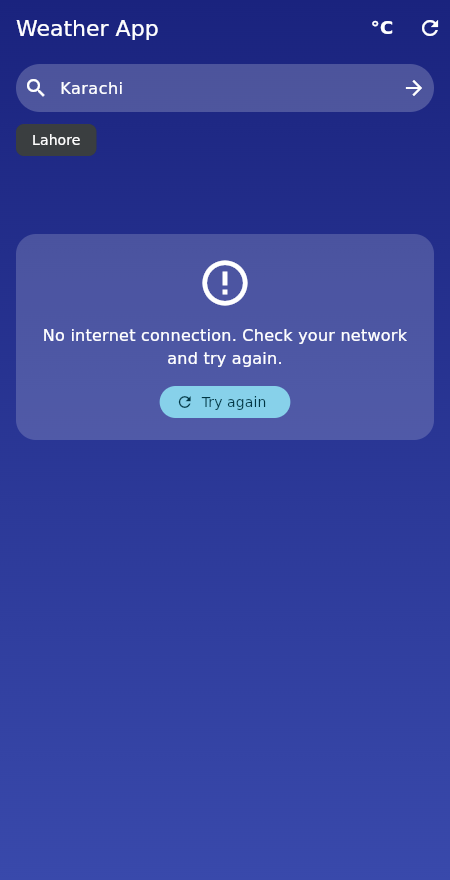 Weather App
°C
Karachi
Lahore
No internet connection. Check your network
and try again.
Try again